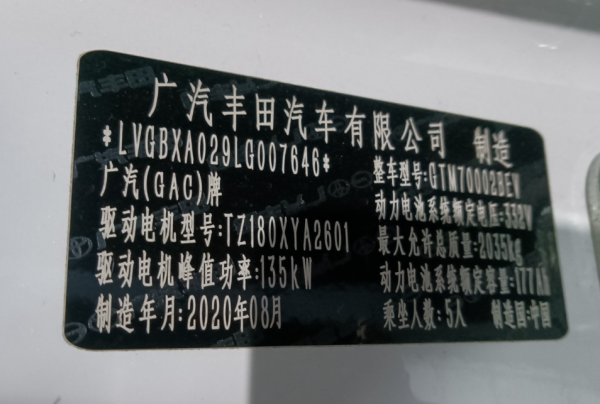 广汽丰田汽车有限公司 制造
*LVGBXA029LG007646*
整车型号:GTM70002BEV
广汽(GAC)牌
动力电池系统额定电压:332V
驱动电机型号:TZ180XYA2601
最大允许总质量:2035kg
驱动电机峰值功率:135kW
动力电池系统额定容量:177Ah
制造年月:2020年08月
乘坐人数:5人 制造国:中国